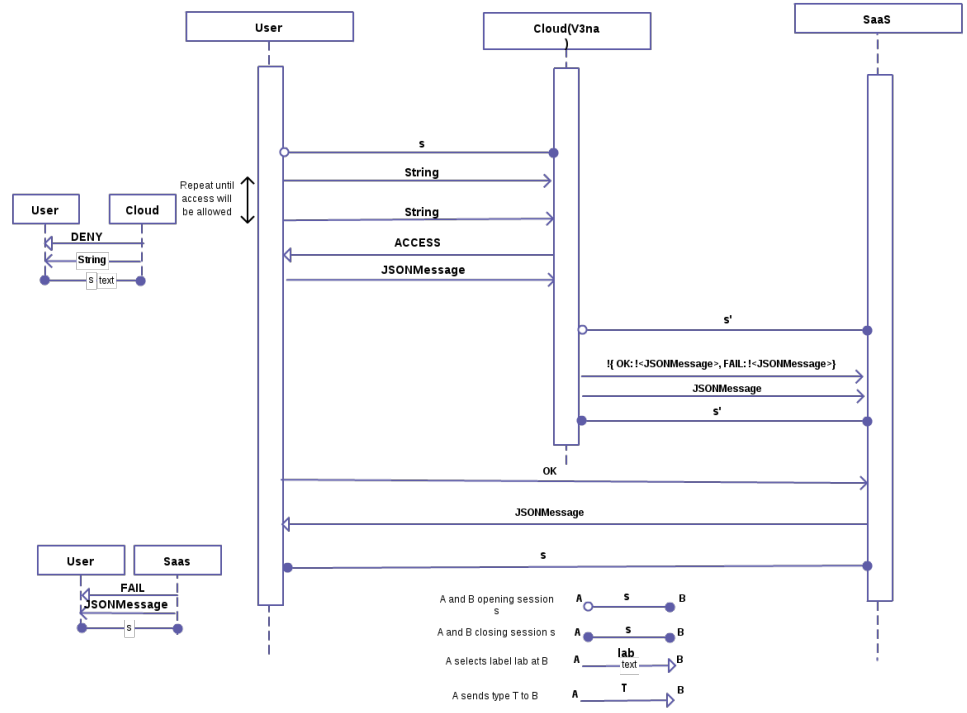 User
Cloud(V3na
)
SaaS
s
String
Repeat until
access will
be allowed
String
User
Cloud
DENY
String
s text
ACCESS
JSONMessage
s'
!{ OK: !<JSONMessage>, FAIL: !<JSONMessage>}
JSONMessage
s'
OK
JSONMessage
s
User
Saas
FAIL
JSONMessage
s
A and B opening session
s
A s B
A and B closing session s
A s B
A selects label lab at B
A lab B
text
A sends type T to B
A T B